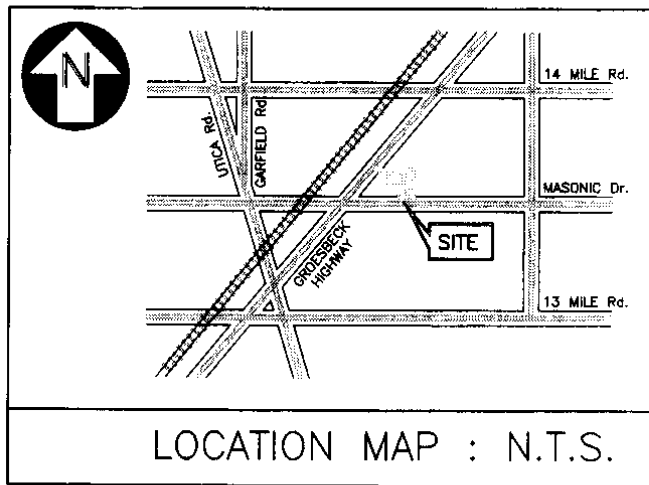 N
14 MILE Rd.
UTICA Rd.
GARFIELD Rd.
MASONIC Dr.
SITE
GROESBECK
HIGHWAY
13 MILE Rd.
LOCATION MAP : N.T.S.